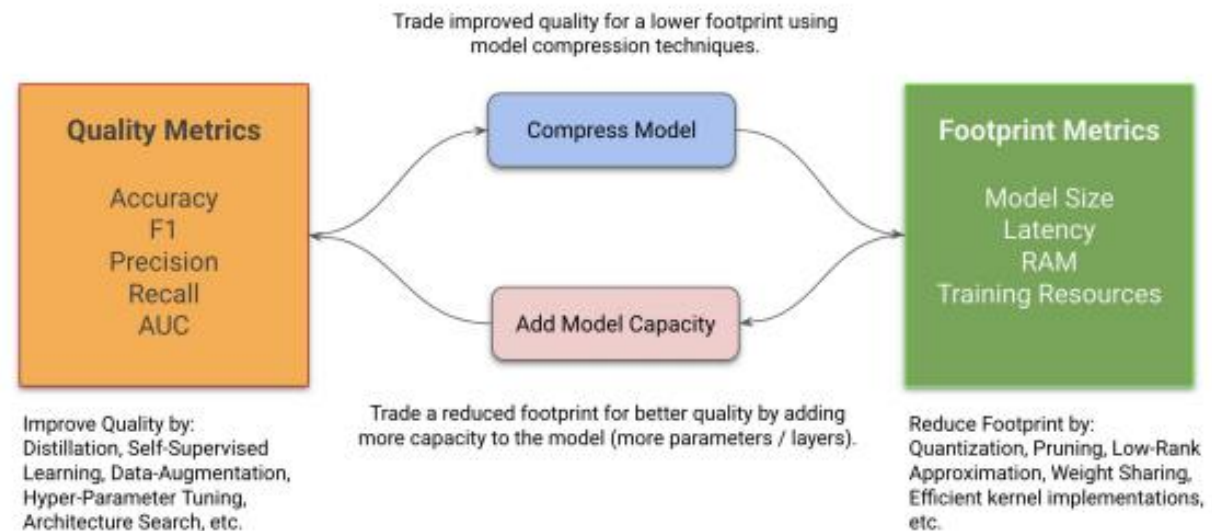 Trade improved quality for a lower footprint using
model compression techniques.
Quality Metrics
Accuracy
F1
Precision
Recall
AUC
Compress Model
Add Model Capacity
Footprint Metrics
Model Size
Latency
RAM
Training Resources
Improve Quality by:
Distillation, Self-Supervised
Learning, Data-Augmentation,
Hyper-Parameter Tuning,
Architecture Search, etc.
Trade a reduced footprint for better quality by adding
more capacity to the model (more parameters / layers).
Reduce Footprint by:
Quantization, Pruning, Low-Rank
Approximation, Weight Sharing,
Efficient kernel implementations,
etc.